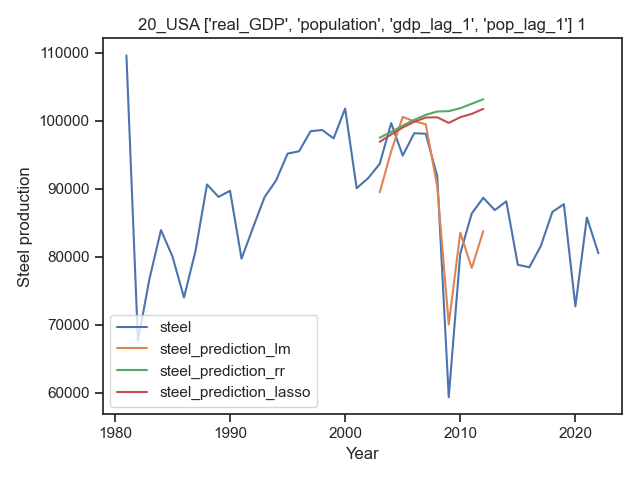 20_USA ['real_GDP', 'population', 'gdp_lag_1', 'pop_lag_1'] 1
110000
100000
90000
80000
70000
60000
Steel production
steel
steel_prediction_lm
steel_prediction_rr
steel_prediction_lasso
1980
1990
2000
2010
2020
Year